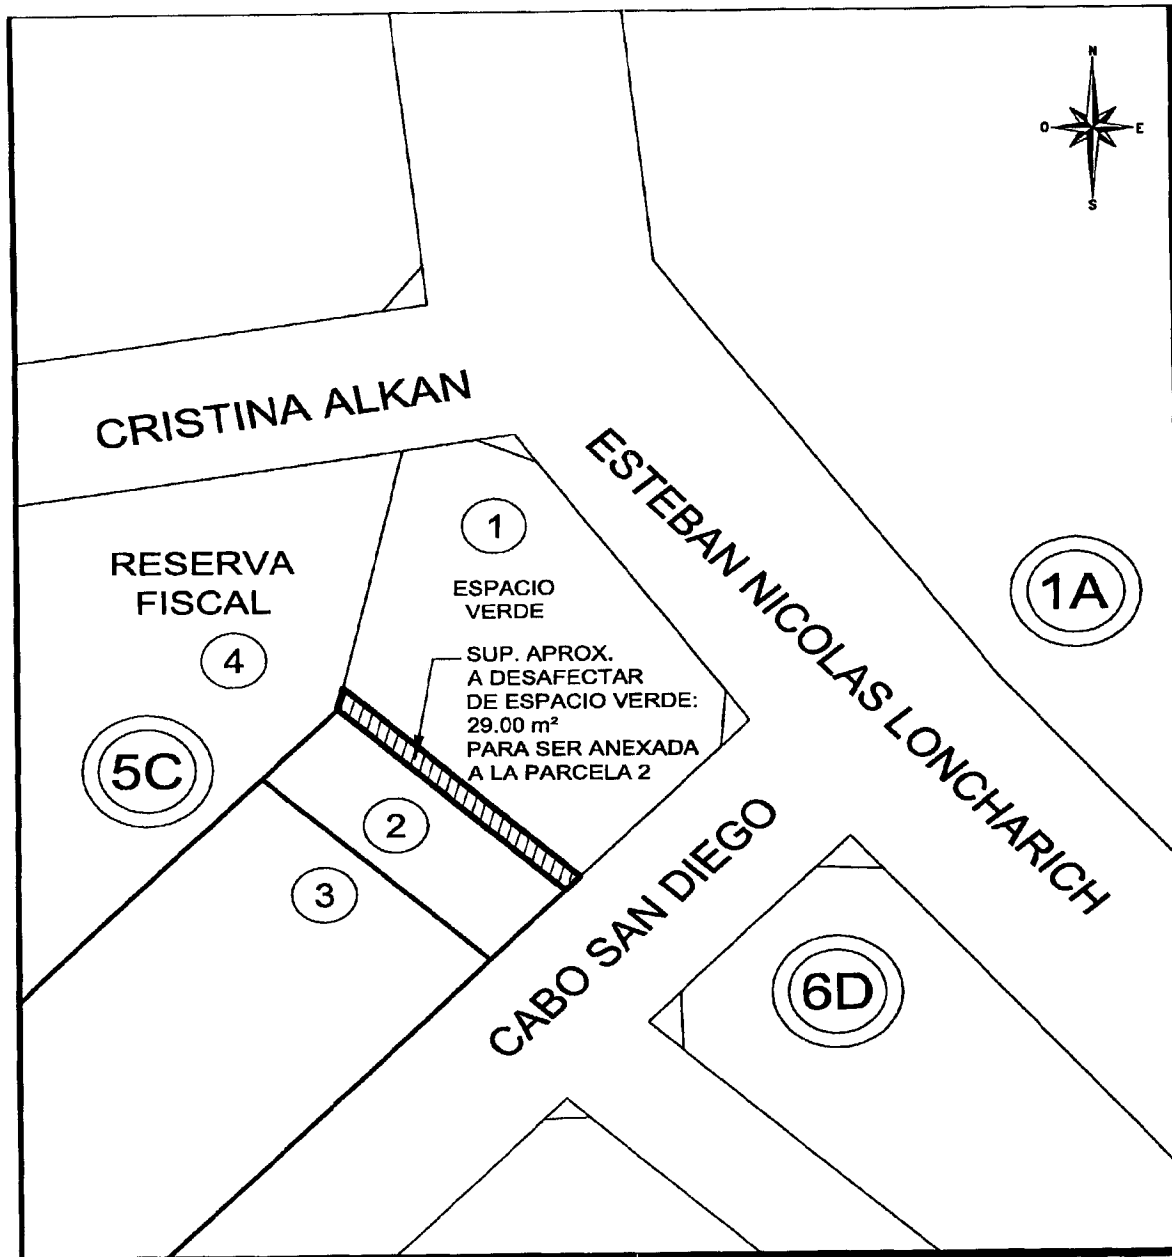 N
O
E
S
CRISTINA ALKAN
ESTEBAN NICOLAS LONCHARICH
1
RESERVA
FISCAL
ESPACIO
VERDE
1A
4
SUP. APROX.
A DESAFECTAR
DE ESPACIO VERDE:
29.00 m²
PARA SER ANEXADA
A LA PARCELA 2
5C
2
3
CABO SAN DIEGO
6D